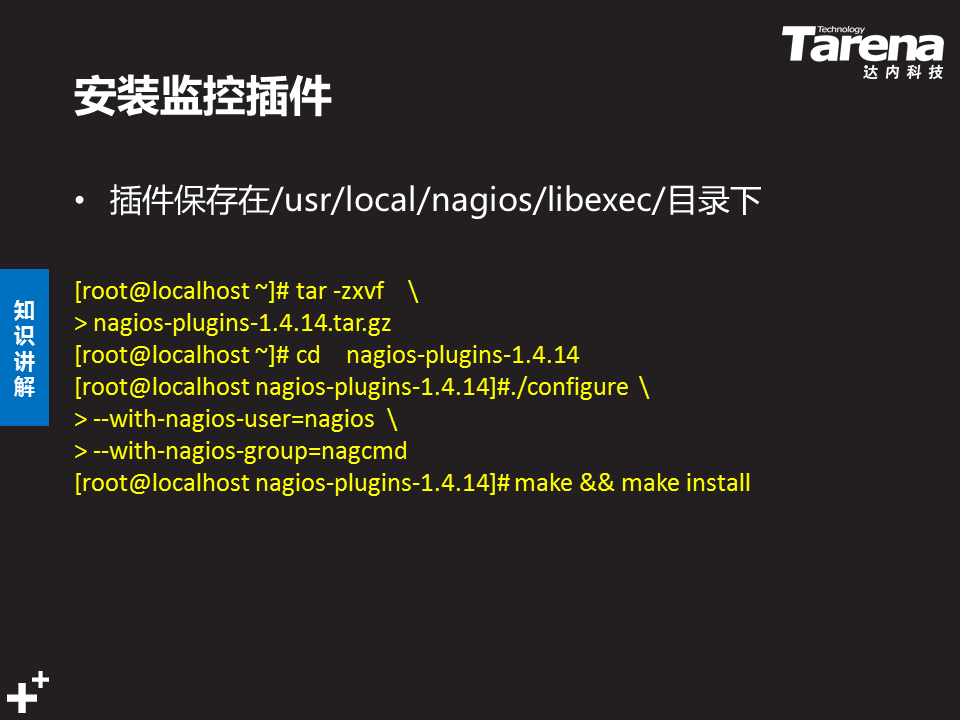 Technology
Tarena
达内科技
安装监控插件
• 插件保存在/usr/local/nagios/libexec/目录下
知识讲解
[root@localhost ~]# tar -zxvf \
> nagios-plugins-1.4.14.tar.gz
[root@localhost ~]# cd nagios-plugins-1.4.14
[root@localhost nagios-plugins-1.4.14]#./configure \
> --with-nagios-user=nagios \
> --with-nagios-group=nagcmd
[root@localhost nagios-plugins-1.4.14]# make && make install